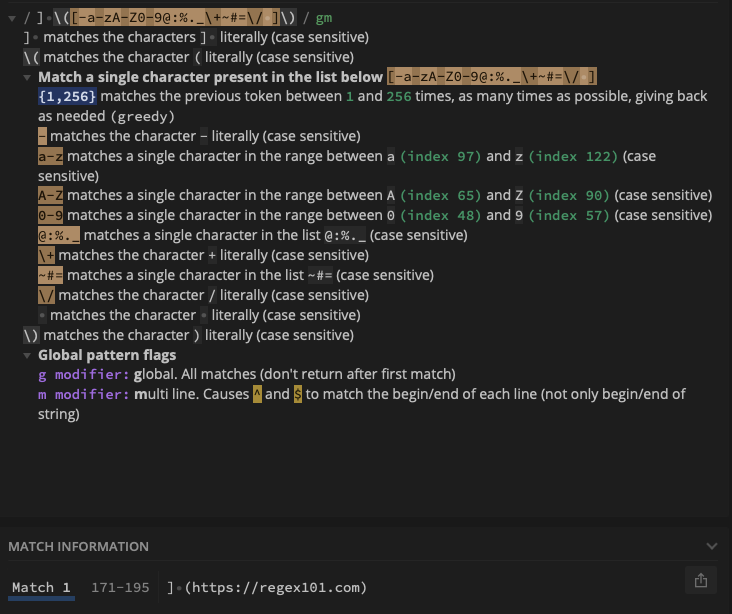 / ]·\([-a-zA-Z0-9@:%._\+~#=\/·]\) / gm
]· matches the characters ]· literally (case sensitive)
\( matches the character ( literally (case sensitive)
Match a single character present in the list below [-a-zA-Z0-9@:%._\+~#=\/·]
{1,256} matches the previous token between 1 and 256 times, as many times as possible, giving back
as needed (greedy)
- matches the character - literally (case sensitive)
a-z matches a single character in the range between a (index 97) and z (index 122) (case
sensitive)
A-Z matches a single character in the range between A (index 65) and Z (index 90) (case sensitive)
0-9 matches a single character in the range between 0 (index 48) and 9 (index 57) (case sensitive)
@:%._ matches a single character in the list @:%._ (case sensitive)
\+ matches the character + literally (case sensitive)
~#= matches a single character in the list ~#= (case sensitive)
\/ matches the character / literally (case sensitive)
· matches the character · literally (case sensitive)
\) matches the character ) literally (case sensitive)
Global pattern flags
g modifier: global. All matches (don't return after first match)
m modifier: multi line. Causes ^ and $ to match the begin/end of each line (not only begin/end of
string)
MATCH INFORMATION
Match 1 171-195 ]·(https://regex101.com)